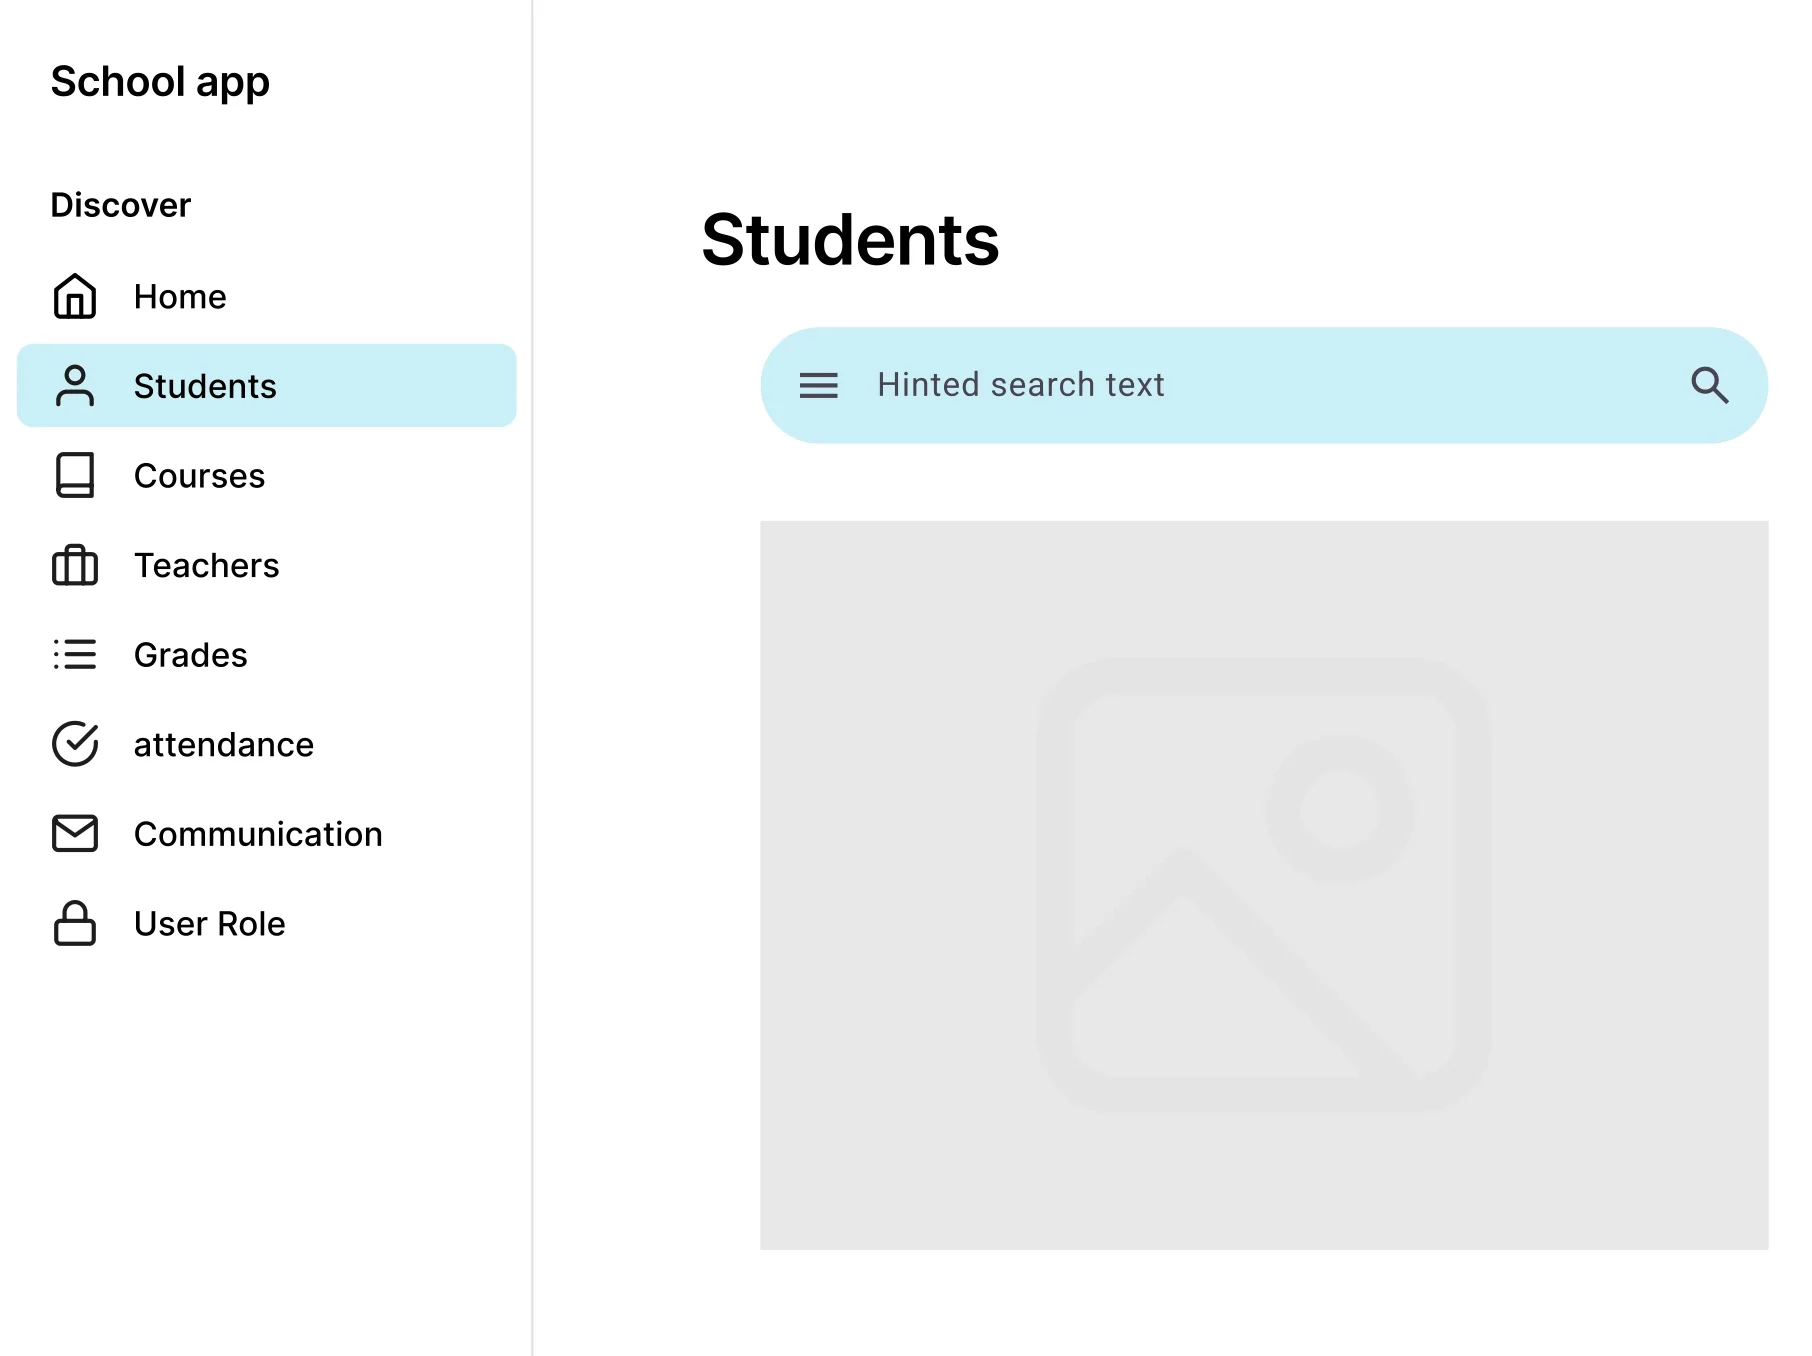 School app
Discover
Home
Students
Courses
Teachers
Grades
attendance
Communication
User Role
Students
Hinted search text